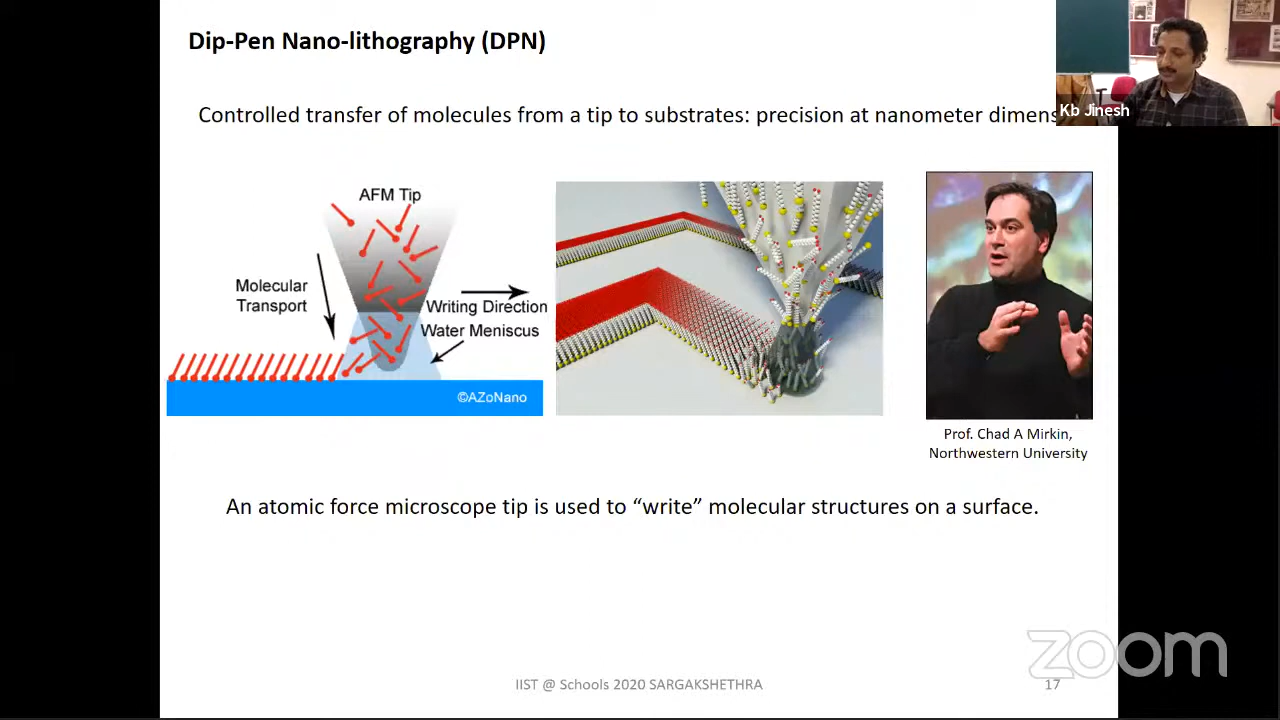 Dip-Pen Nano-lithography (DPN)
Kb Jinesh
Controlled transfer of molecules from a tip to substrates: precision at nanometer dimens
AFM Tip
Molecular
Transport
Writing Direction
Water Meniscus
©AZoNano
Prof. Chad A Mirkin,
Northwestern University
An atomic force microscope tip is used to “write” molecular structures on a surface.
zoom
IIST @ Schools 2020 SARGAKSHETHRA
17